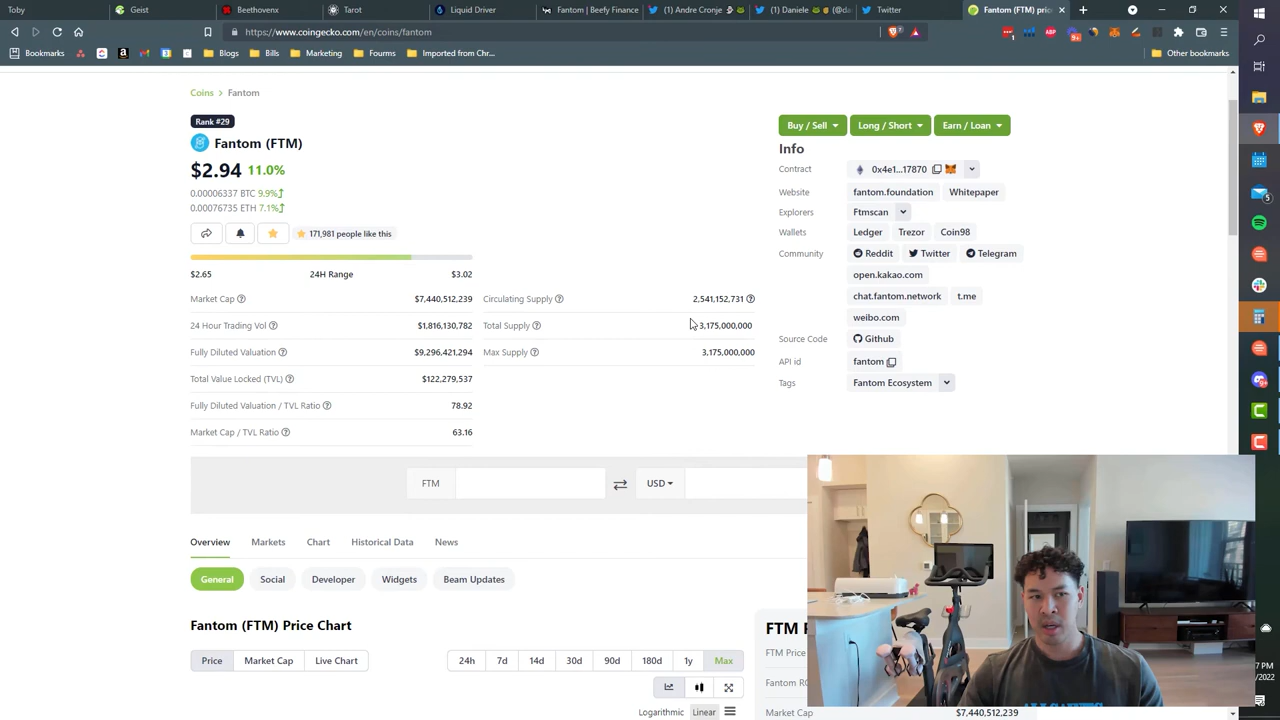 Toby
Geist
Beethovenx
Tarot
Liquid Driver
Fantom | Beefy Finance
Andre Cronje
Daniele
(@da
Twitter
Fantom (FTM) pric
https://www.coingecko.com/en/coins/fantom
Bookmarks
Blogs
Bills
Marketing
Fourms
Imported from Chr...
Other bookmarks
Coins > Fantom
Rank #29
Fantom (FTM)
$2.94 11.0%
0.00006337 BTC 9.9%
0.00076735 ETH 7.1%
171,981 people like this
$2.65 24H Range $3.02
Market Cap $7,440,512,239
24 Hour Trading Vol $1,816,130,782
Fully Diluted Valuation $9,296,421,294
Total Value Locked (TVL) $122,279,537
Fully Diluted Valuation / TVL Ratio 78.92
Market Cap / TVL Ratio 63.16
Circulating Supply 2,541,152,731
Total Supply 3,175,000,000
Max Supply 3,175,000,000
Buy / Sell Long / Short Earn / Loan
Info
Contract 0x4e1...17870
Website fantom.foundation Whitepaper
Explorers Ftmscan
Wallets Ledger Trezor Coin98
Community Reddit Twitter Telegram
open.kakao.com
chat.fantom.network t.me
weibo.com
Source Code Github
API id fantom
Tags Fantom Ecosystem
FTM USD
Overview Markets Chart Historical Data News
General Social Developer Widgets Beam Updates
Fantom (FTM) Price Chart
Price Market Cap Live Chart
24h 7d 14d 30d 90d 180d 1y Max
Logarithmic Linear
FTM P
FTM Price
Fantom RO
Market Cap $7,440,512,239
7 PM
/2022